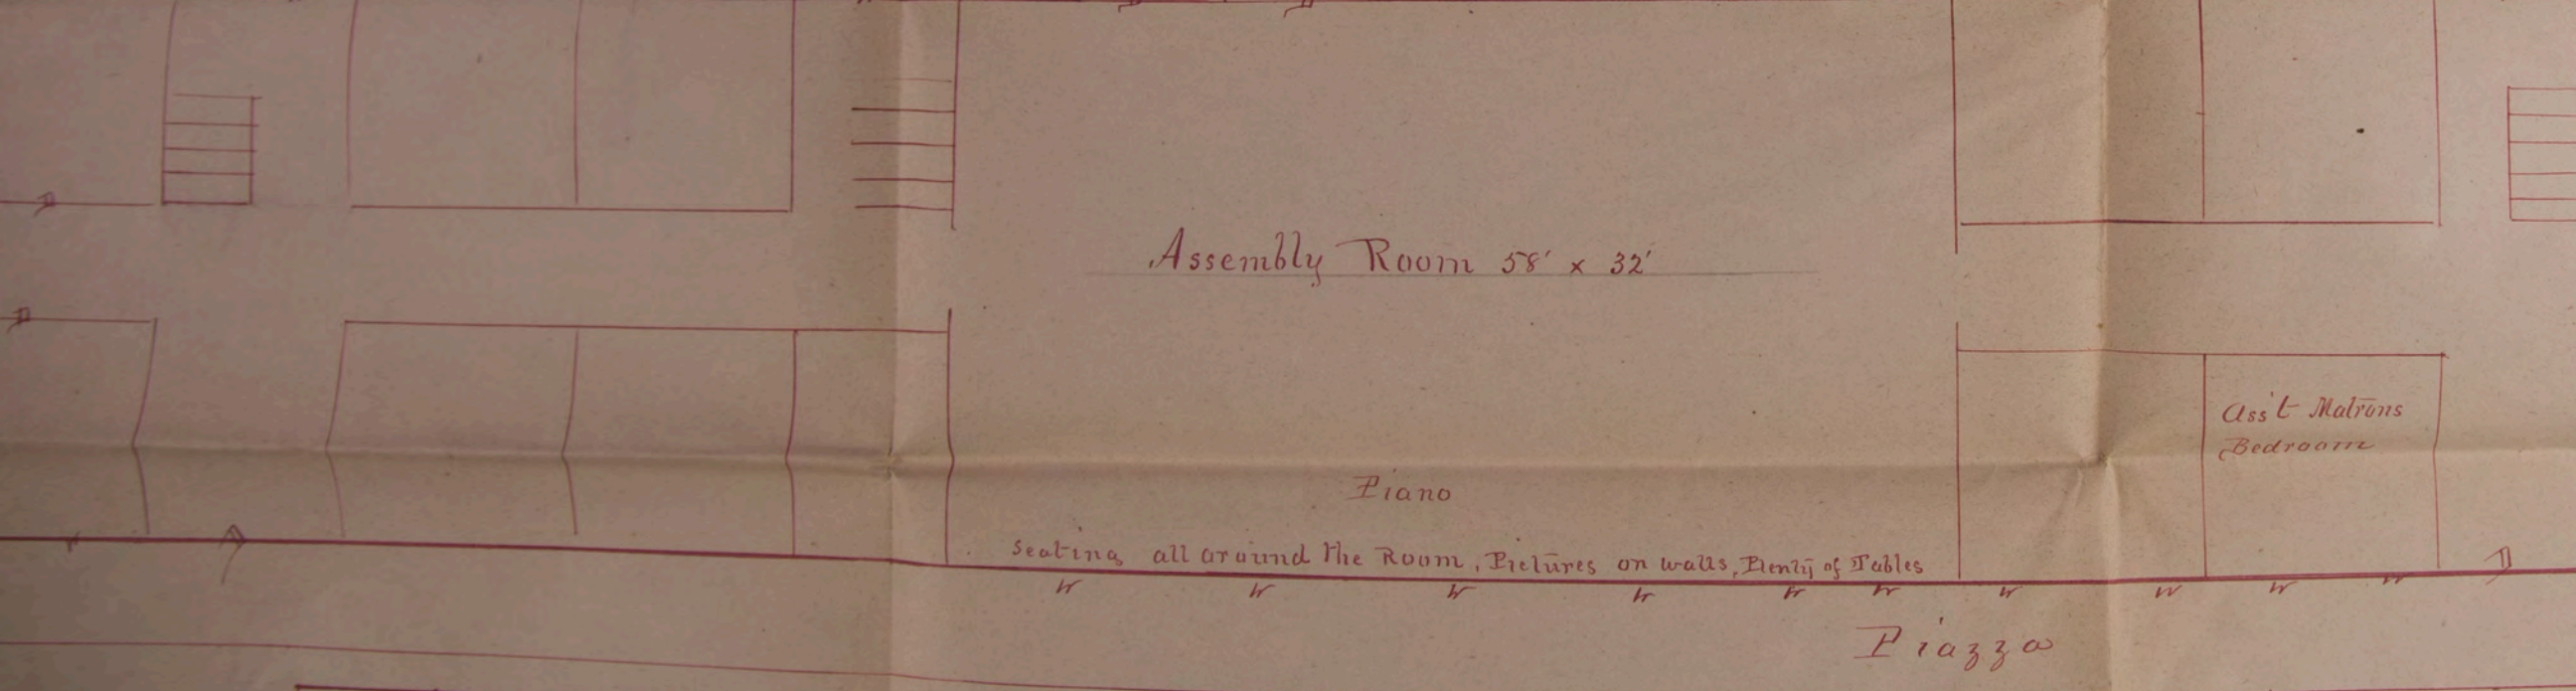 Assembly Room 58' x 32'
Ass't Matrons
Bedroom
Piano
Seating all around the Room, Pictures on walls, Plenty of Tables
W W W W W W W W W W
Piazza